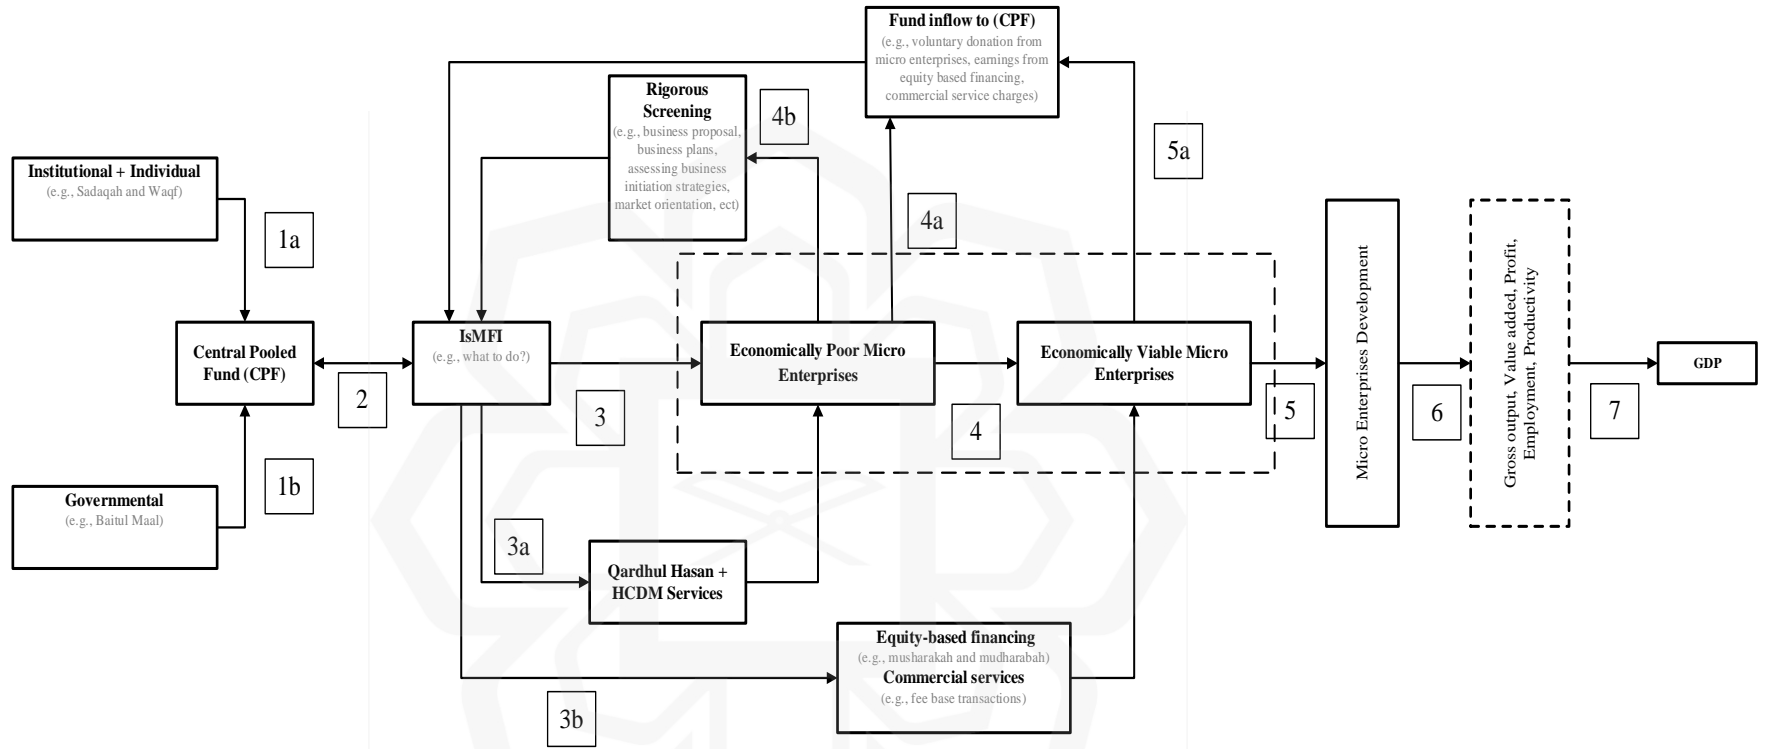 Fund inflow to (CPF)
(e.g., voluntary donation from
micro enterprises, earnings from
equity based financing,
commercial service charges)
Rigorous
Screening
(e.g., business proposal,
business plans,
assessing business
initiation strategies,
market orientation, ect)
4b
5a
Institutional + Individual
(e.g., Sadaqah and Waqf)
1a
4a
Central Pooled
Fund (CPF)
IsMFI
(e.g., what to do?)
Economically Poor Micro
Enterprises
Economically Viable Micro
Enterprises
Micro Enterprises Development
Gross output, Value added, Profit,
Employment, Productivity
GDP
2
3
4
5
6
7
Governmental
(e.g., Baitul Maal)
1b
3a
Qardhul Hasan +
HCDM Services
Equity-based financing
(e.g., musharakah and mudharabah)
Commercial services
(e.g., fee base transactions)
3b